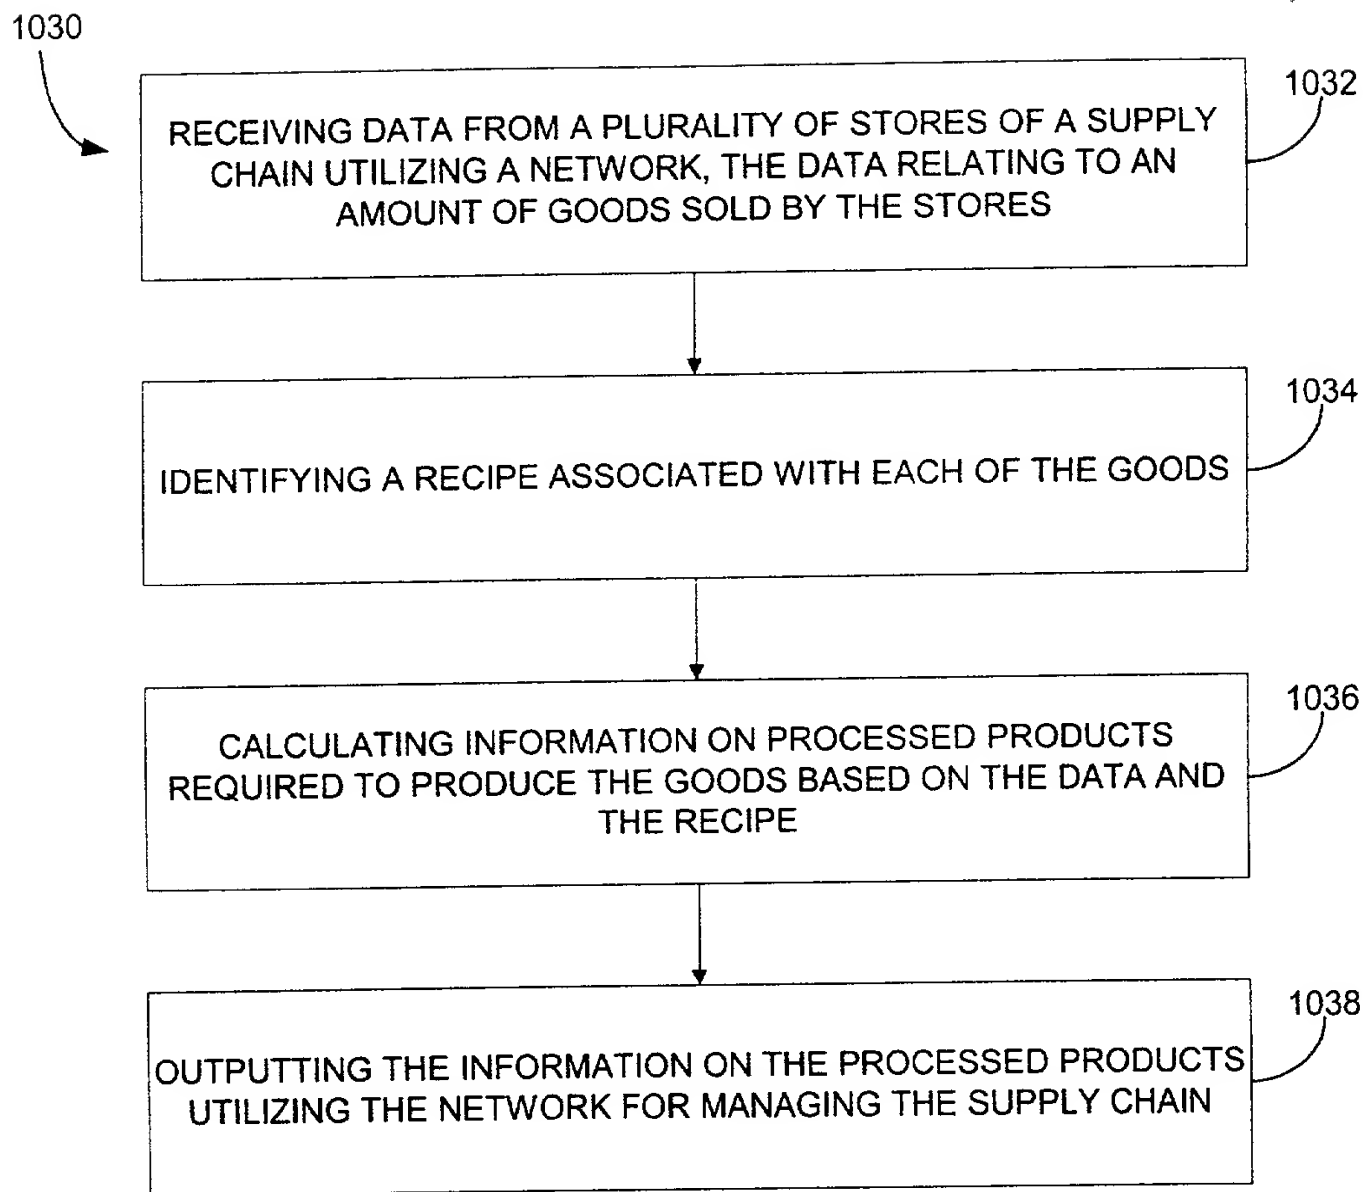 1030
1032
RECEIVING DATA FROM A PLURALITY OF STORES OF A SUPPLY
CHAIN UTILIZING A NETWORK, THE DATA RELATING TO AN
AMOUNT OF GOODS SOLD BY THE STORES
1034
IDENTIFYING A RECIPE ASSOCIATED WITH EACH OF THE GOODS
1036
CALCULATING INFORMATION ON PROCESSED PRODUCTS
REQUIRED TO PRODUCE THE GOODS BASED ON THE DATA AND
THE RECIPE
1038
OUTPUTTING THE INFORMATION ON THE PROCESSED PRODUCTS
UTILIZING THE NETWORK FOR MANAGING THE SUPPLY CHAIN